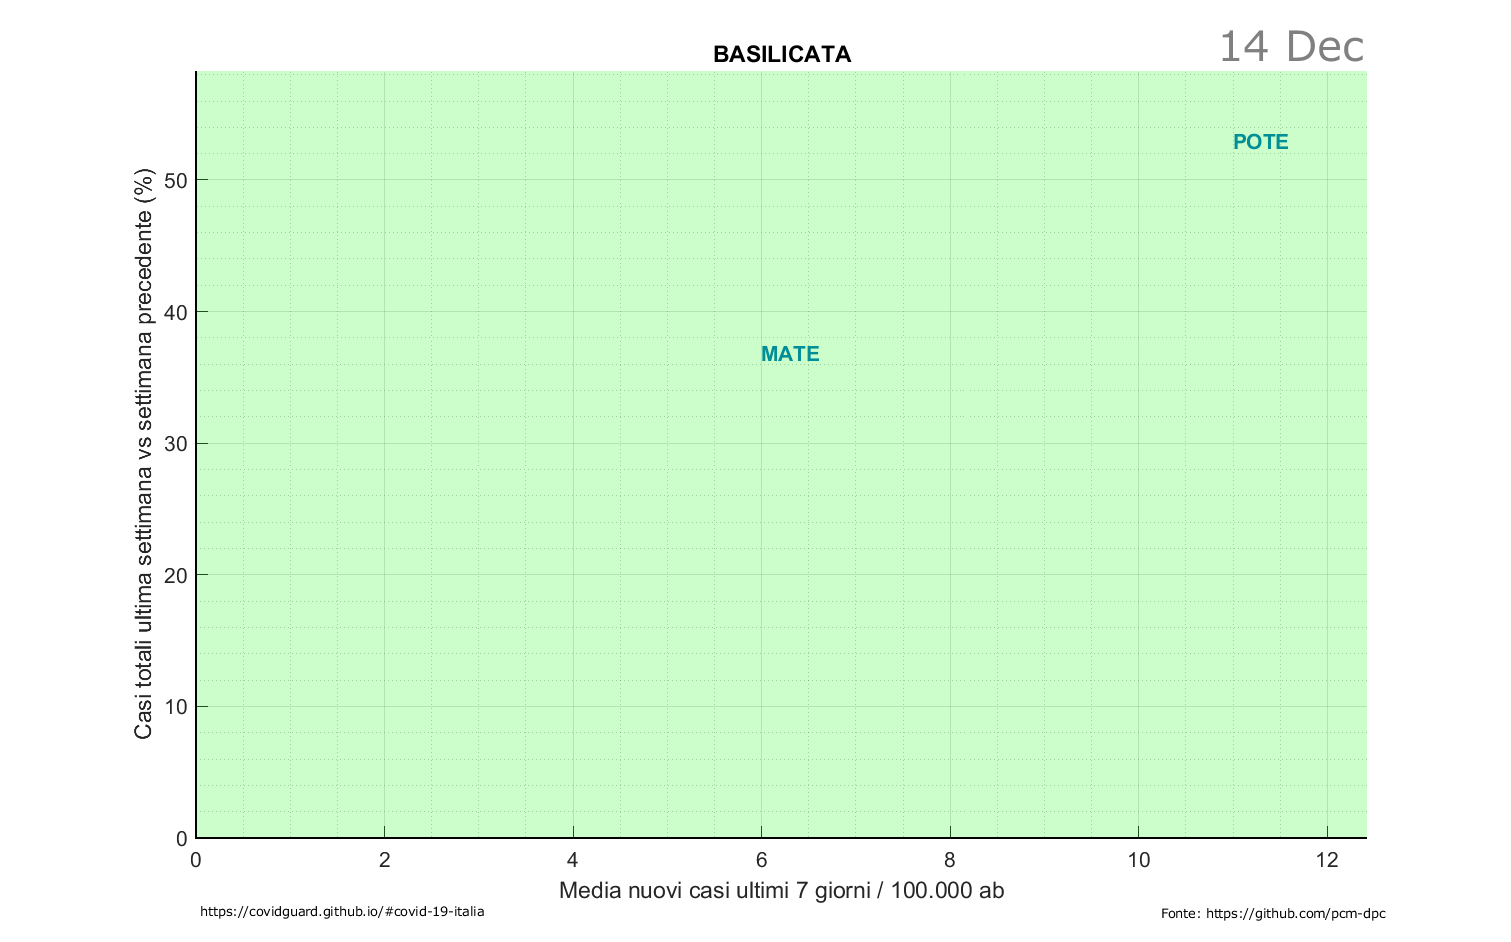 BASILICATA
14 Dec
POTE
MATE
Casi totali ultima settimana vs settimana precedente (%)
50
40
30
20
10
0
0 2 4 6 8 10 12
Media nuovi casi ultimi 7 giorni / 100.000 ab
https://covidguard.github.io/#covid-19-italia
Fonte: https://github.com/pcm-dpc